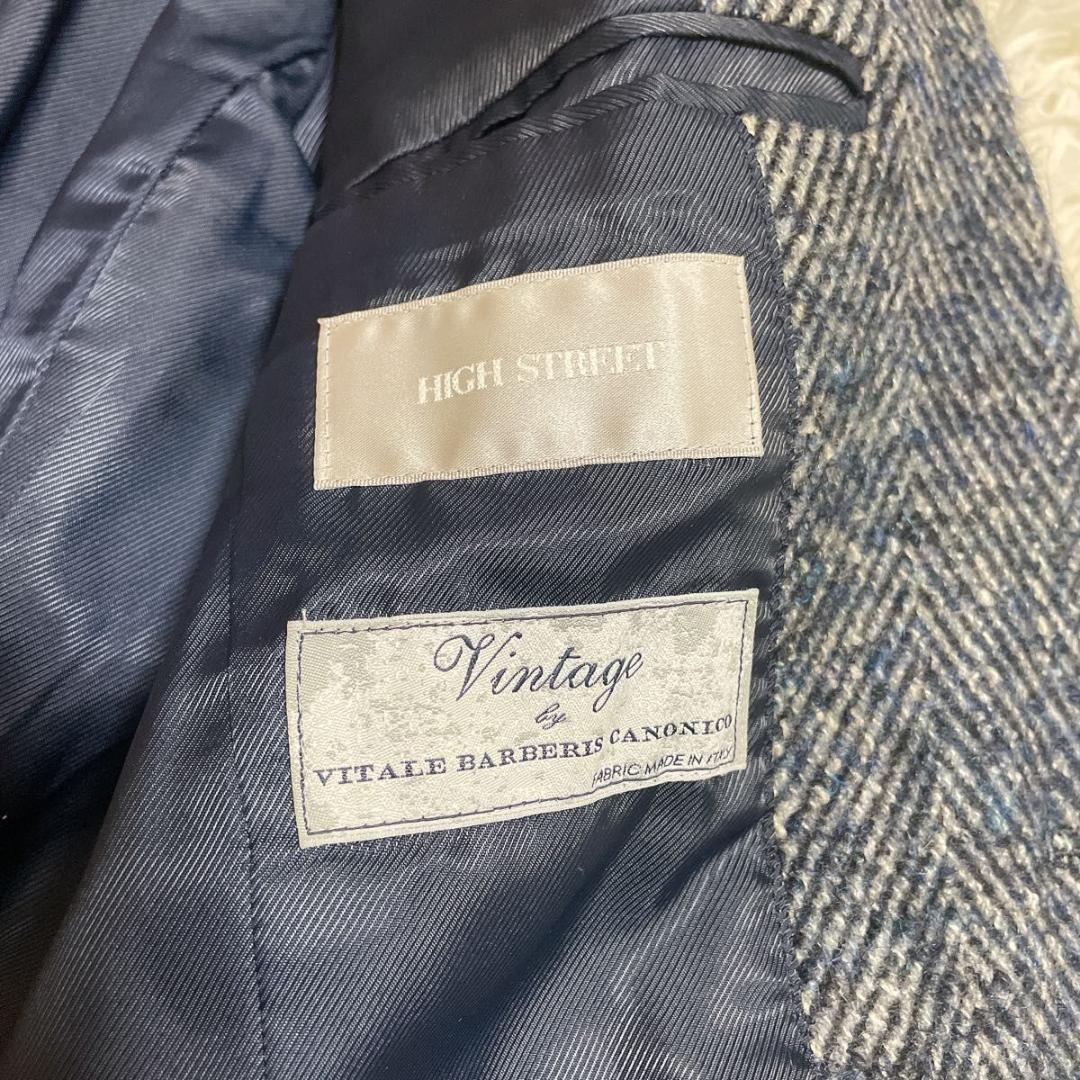 HIGH STREET
Vintage
by
VITALE BARBERIS CANONICO
FABRIC MADE IN ITALY